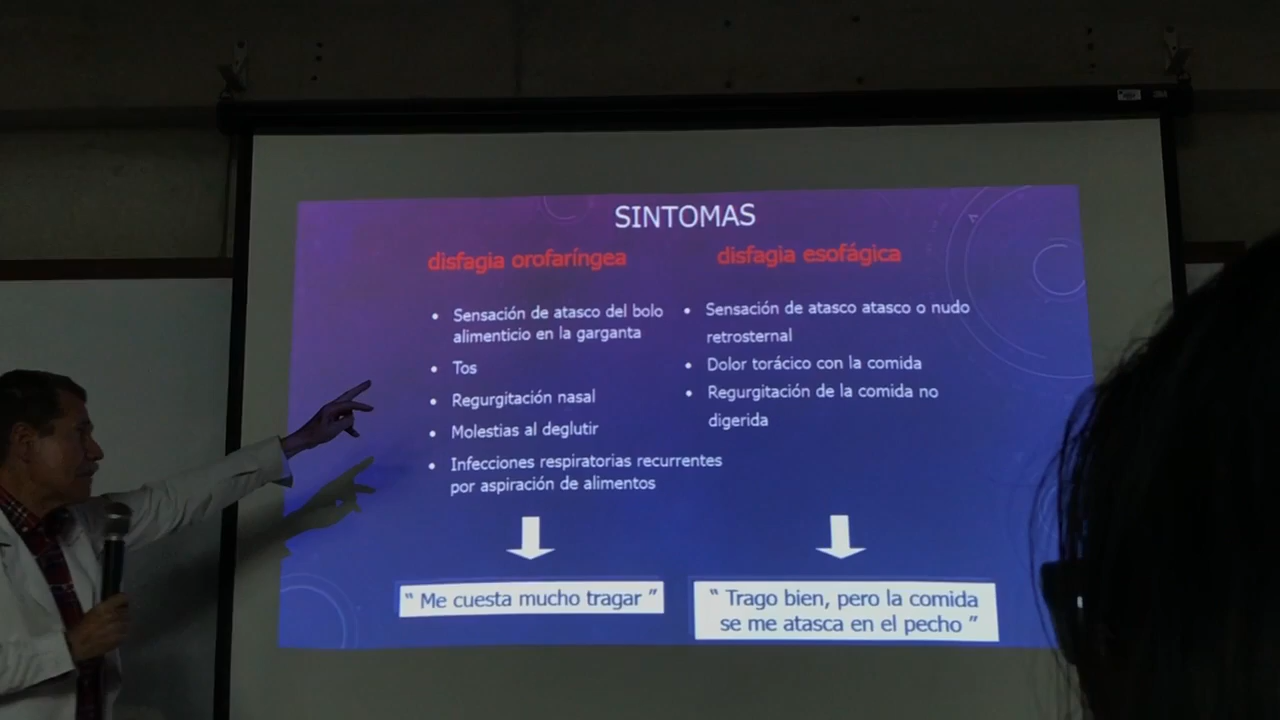 SINTOMAS
disfagia orofaríngea
• Sensación de atasco del bolo
alimenticio en la garganta
• Tos
• Regurgitación nasal
• Molestias al deglutir
• Infecciones respiratorias recurrentes
por aspiración de alimentos
“ Me cuesta mucho tragar ”
disfagia esofágica
• Sensación de atasco atasco o nudo
retrosternal
• Dolor torácico con la comida
• Regurgitación de la comida no
digerida
“ Trago bien, pero la comida
se me atasca en el pecho ”